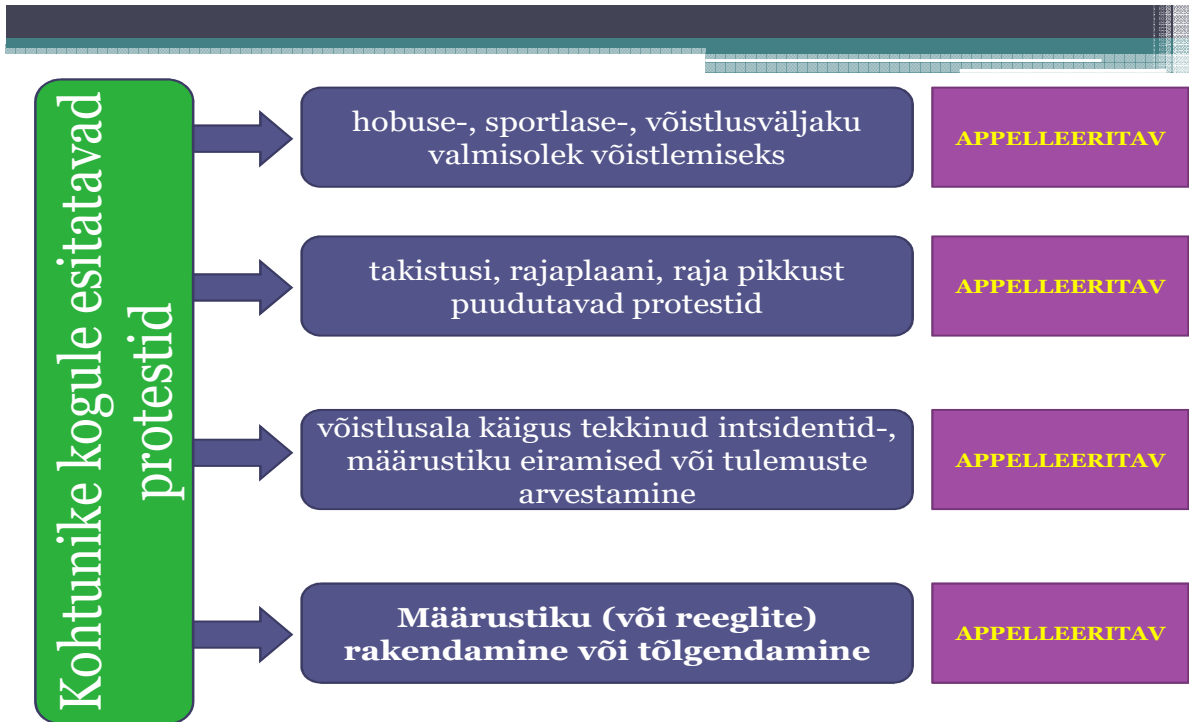 Kohtunike kogule esitatavad
protestid
hobuse-, sportlase-, võistlusväljaku
valmisolek võistlemiseks
APPELLEERITAV
takistusi, rajaplaani, raja pikkust
puudutavad protestid
APPELLEERITAV
võistlusala käigus tekkinud intsidentid-,
määrustiku eiramised või tulemuste
arvestamine
APPELLEERITAV
Määrustiku (või reeglite)
rakendamine või tõlgendamine
APPELLEERITAV